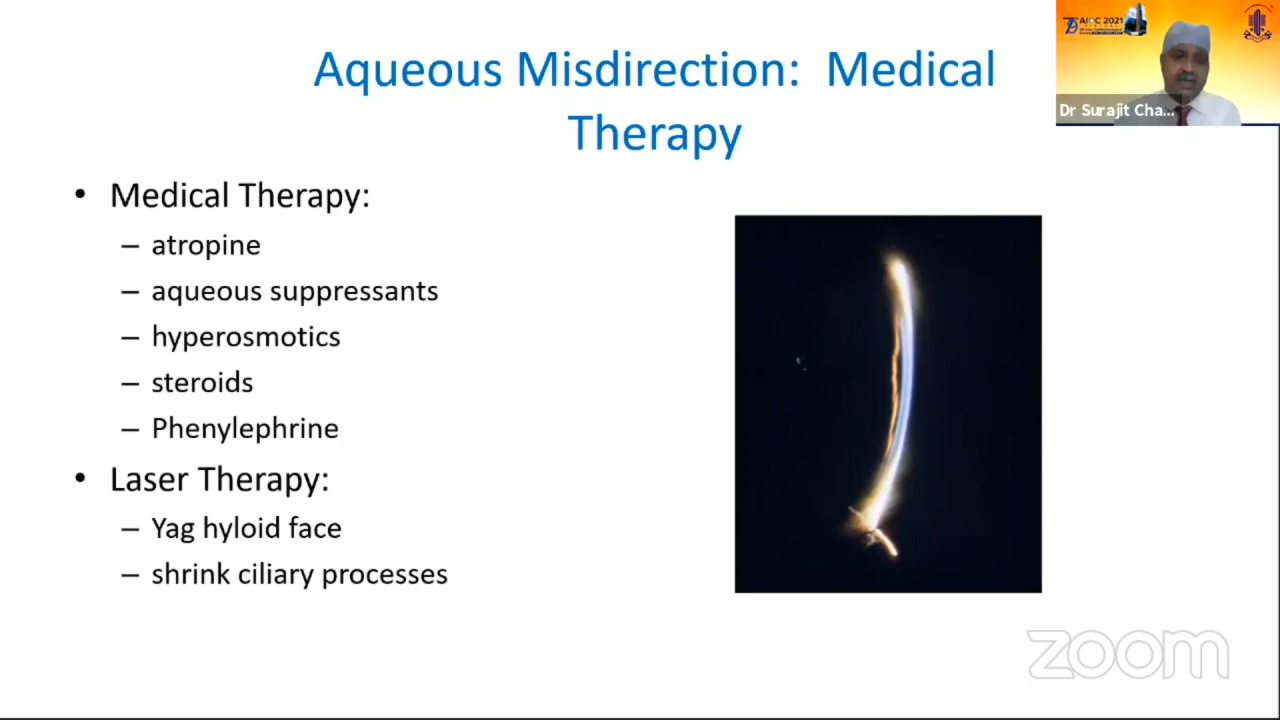 Aqueous Misdirection: Medical
Therapy
• Medical Therapy:
– atropine
– aqueous suppressants
– hyperosmotics
– steroids
– Phenylephrine
• Laser Therapy:
– Yag hyloid face
– shrink ciliary processes
AIOC 2021
Dr Surajit Cha...
zoom